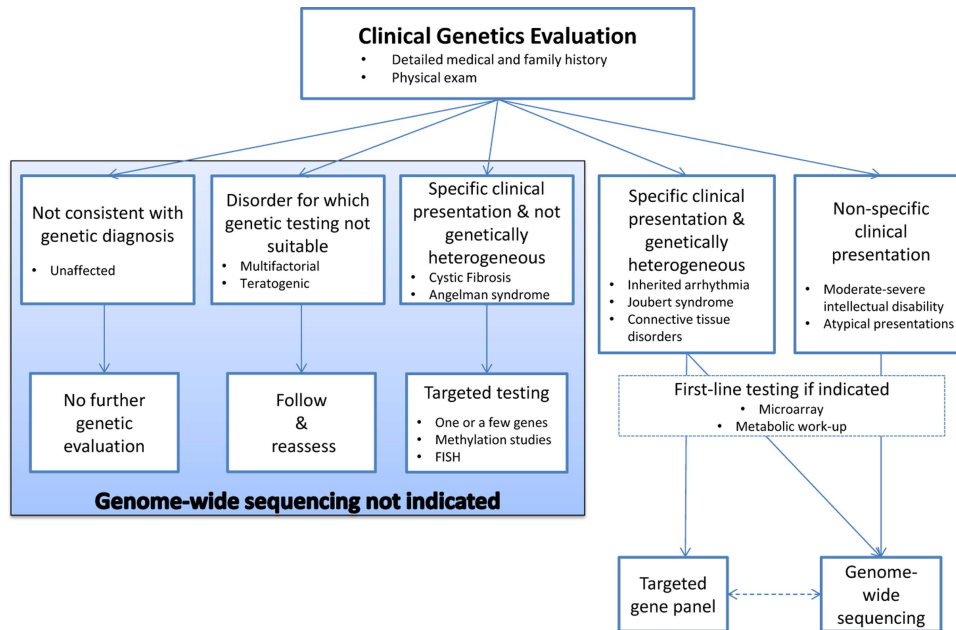 Clinical Genetics Evaluation
• Detailed medical and family history
• Physical exam
Not consistent with
genetic diagnosis
• Unaffected
Disorder for which
genetic testing not
suitable
• Multifactorial
• Teratogenic
Specific clinical
presentation & not
genetically
heterogeneous
• Cystic Fibrosis
• Angelman syndrome
Specific clinical
presentation &
genetically
heterogeneous
• Inherited arrhythmia
• Joubert syndrome
• Connective tissue
disorders
Non-specific
clinical
presentation
• Moderate-severe
intellectual disability
• Atypical presentations
No further
genetic
evaluation
Follow
&
reassess
Targeted testing
• One or a few genes
• Methylation studies
• FISH
First-line testing if indicated
• Microarray
• Metabolic work-up
Genome-wide sequencing not indicated
Targeted
gene panel
Genome-
wide
sequencing